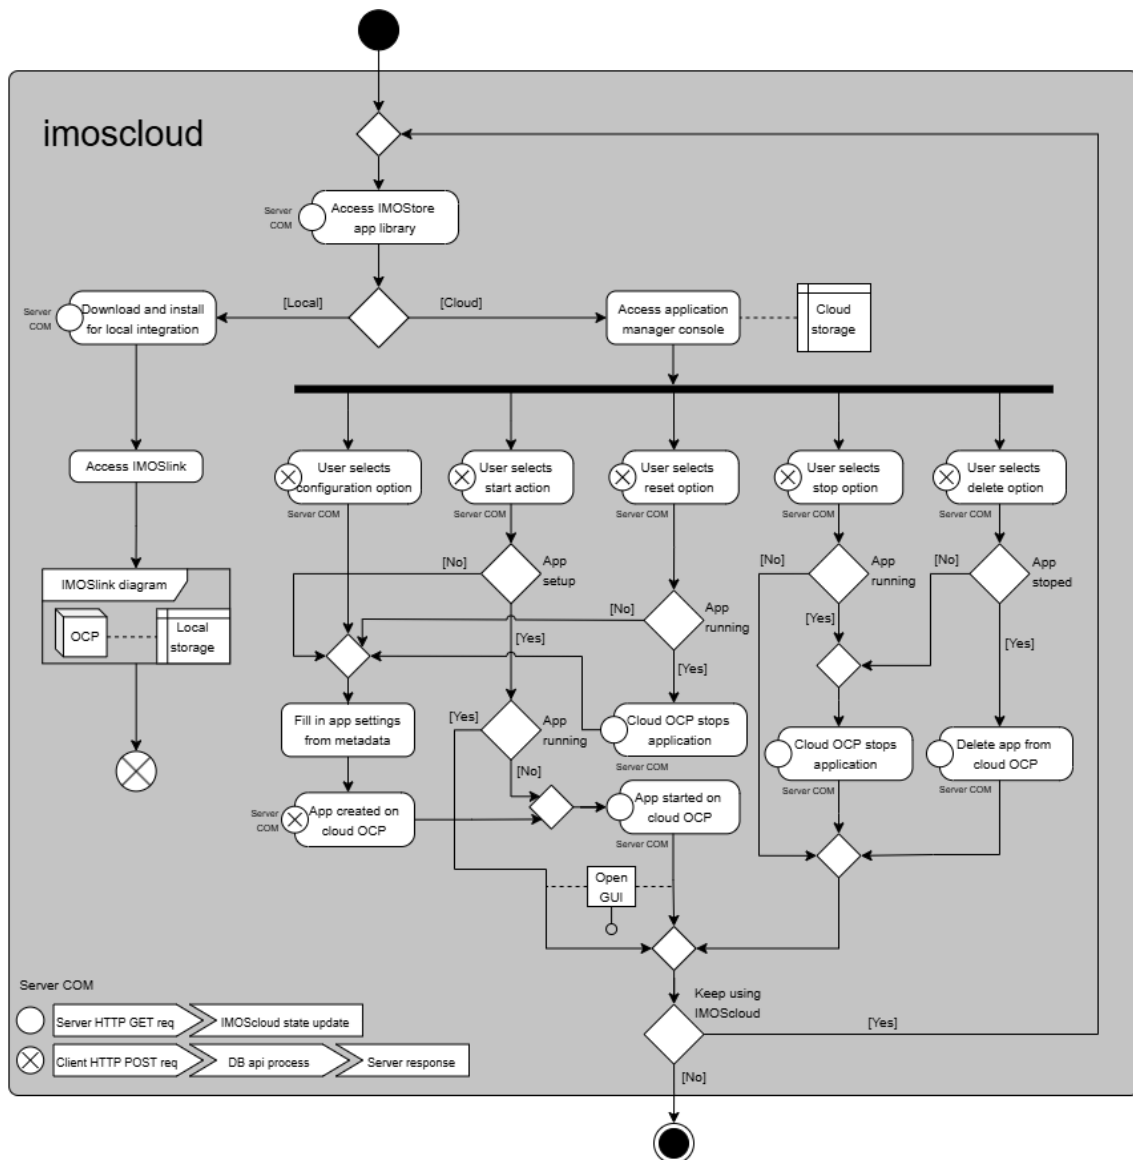 imoscloud
Server
COM
Access IMOStore
app library
[Local]
[Cloud]
Server
COM
Download and install
for local integration
Access application
manager console
Cloud
storage
Access IMOSlink
User selects
configuration option
Server COM
User selects
start action
Server COM
User selects
reset option
Server COM
User selects
stop option
Server COM
User selects
delete option
Server COM
[No]
App
setup
[No]
App
running
[No]
App
stoped
IMOSlink diagram
OCP
Local
storage
[No]
App
running
[Yes]
[Yes]
[Yes]
[Yes]
Fill in app settings
from metadata
[Yes]
App
running
[No]
Cloud OCP stops
application
Server COM
Cloud OCP stops
application
Server COM
Delete app from
cloud OCP
Server COM
Server
COM
App created on
cloud OCP
App started on
cloud OCP
Server COM
Open
GUI
Keep using
IMOScloud
[Yes]
[No]
Server COM
Server HTTP GET req
IMOScloud state update
Client HTTP POST req
DB api process
Server response